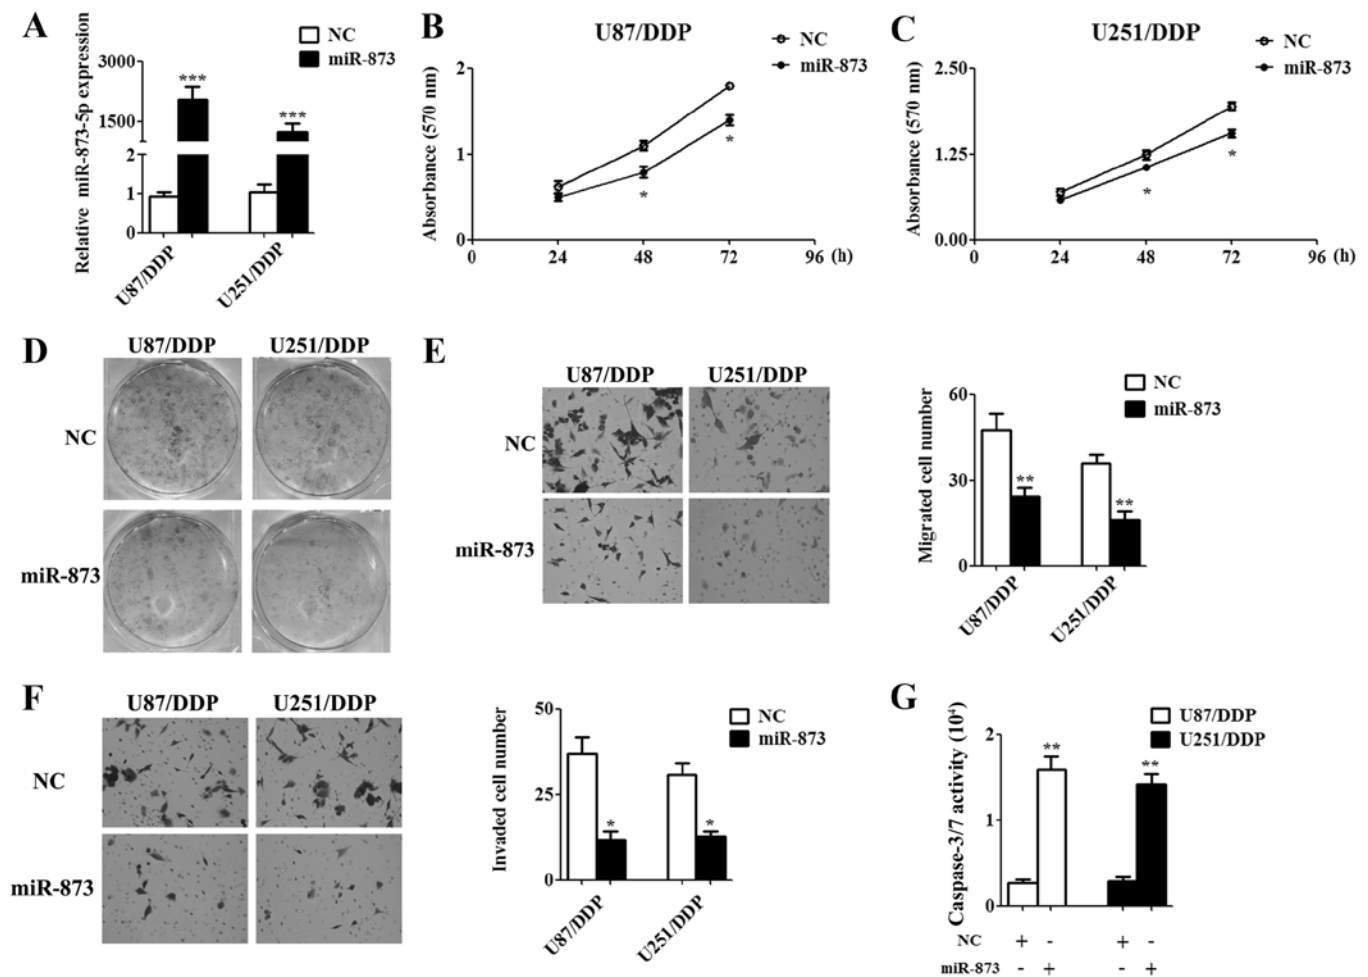 A
NC
miR-873
Relative miR-873-5p expression
3000
1500
2
1
0
***
***
U87/DDP
U251/DDP
B
U87/DDP
NC
miR-873
Absorbance (570 nm)
2
1
0
*
*
0
24
48
72
96 (h)
C
U251/DDP
NC
miR-873
Absorbance (570 nm)
2.50
1.25
0.00
*
*
0
24
48
72
96 (h)
D
U87/DDP
U251/DDP
NC
miR-873
E
U87/DDP
U251/DDP
NC
miR-873
NC
miR-873
Migrated cell number
60
30
0
**
**
U87/DDP
U251/DDP
F
U87/DDP
U251/DDP
NC
miR-873
NC
miR-873
Invaded cell number
50
25
0
*
*
U87/DDP
U251/DDP
G
U87/DDP
U251/DDP
Caspase-3/7 activity (10⁴)
2
1
0
**
**
NC + - + -
miR-873 - + - +